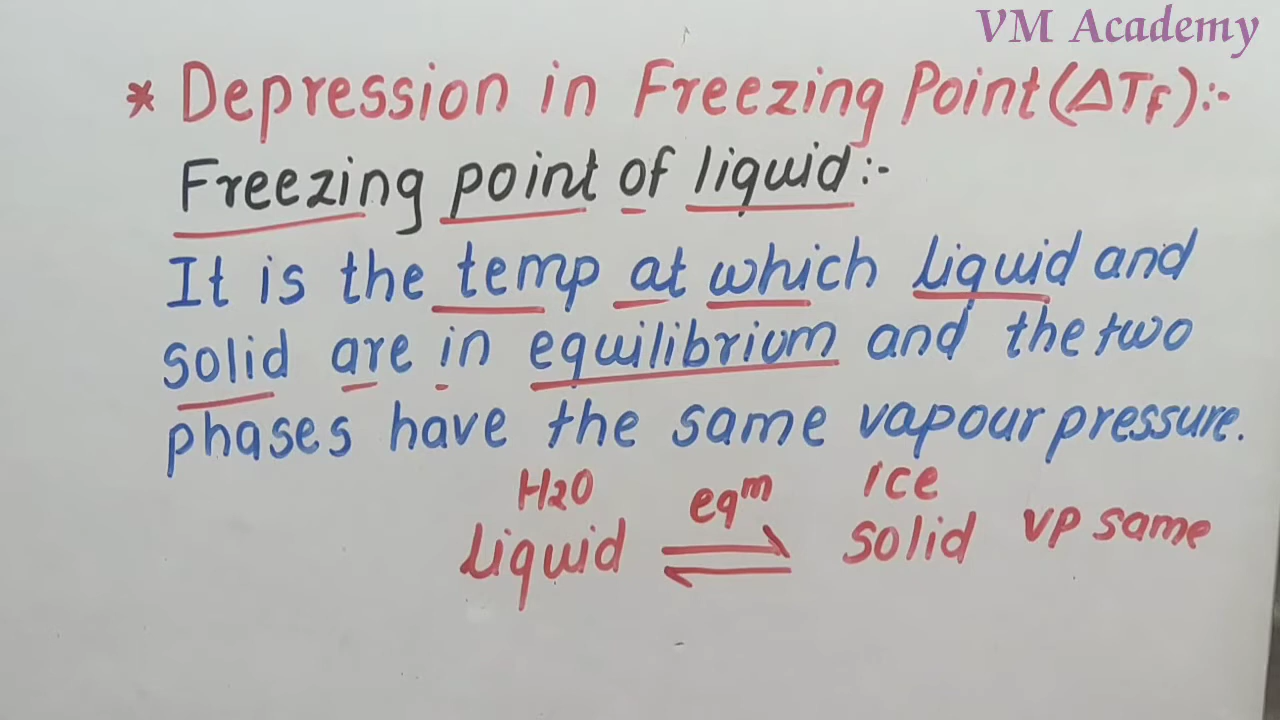 VM Academy
* Depression in Freezing Point (ΔTf):-
Freezing point of liquid:-
It is the temp at which liquid and
solid are in equilibrium and the two
phases have the same vapour pressure.
H2O eqm Ice
Liquid ⇌ Solid VP same